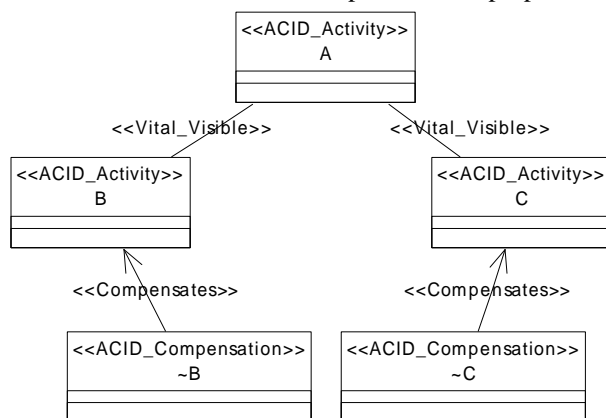 <<ACID_Activity>>
A
<<Vital_Visible>>
<<Vital_Visible>>
<<ACID_Activity>>
B
<<ACID_Activity>>
C
<<Compensates>>
<<Compensates>>
<<ACID_Compensation>>
~B
<<ACID_Compensation>>
~C